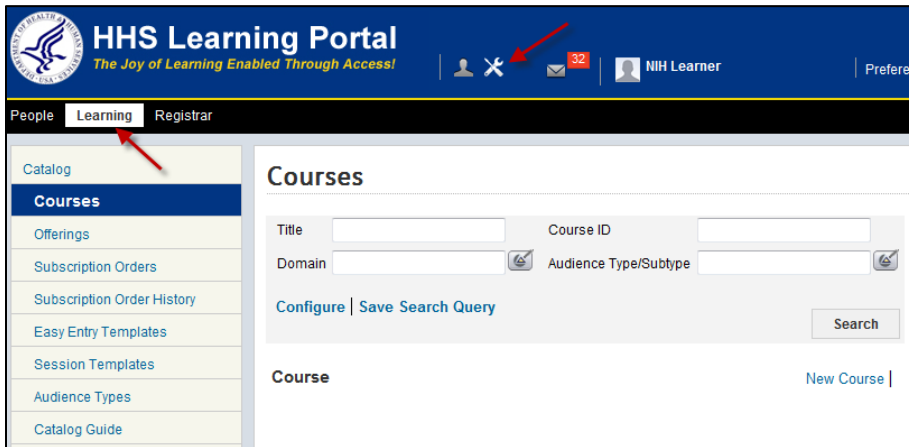 HHS Learning Portal
The Joy of Learning Enabled Through Access!
32
NIH Learner
Prefere
People Learning Registrar
Catalog
Courses
Offerings
Subscription Orders
Subscription Order History
Easy Entry Templates
Session Templates
Audience Types
Catalog Guide
Courses
Title Course ID
Domain Audience Type/Subtype
Configure | Save Search Query
Search
Course New Course |